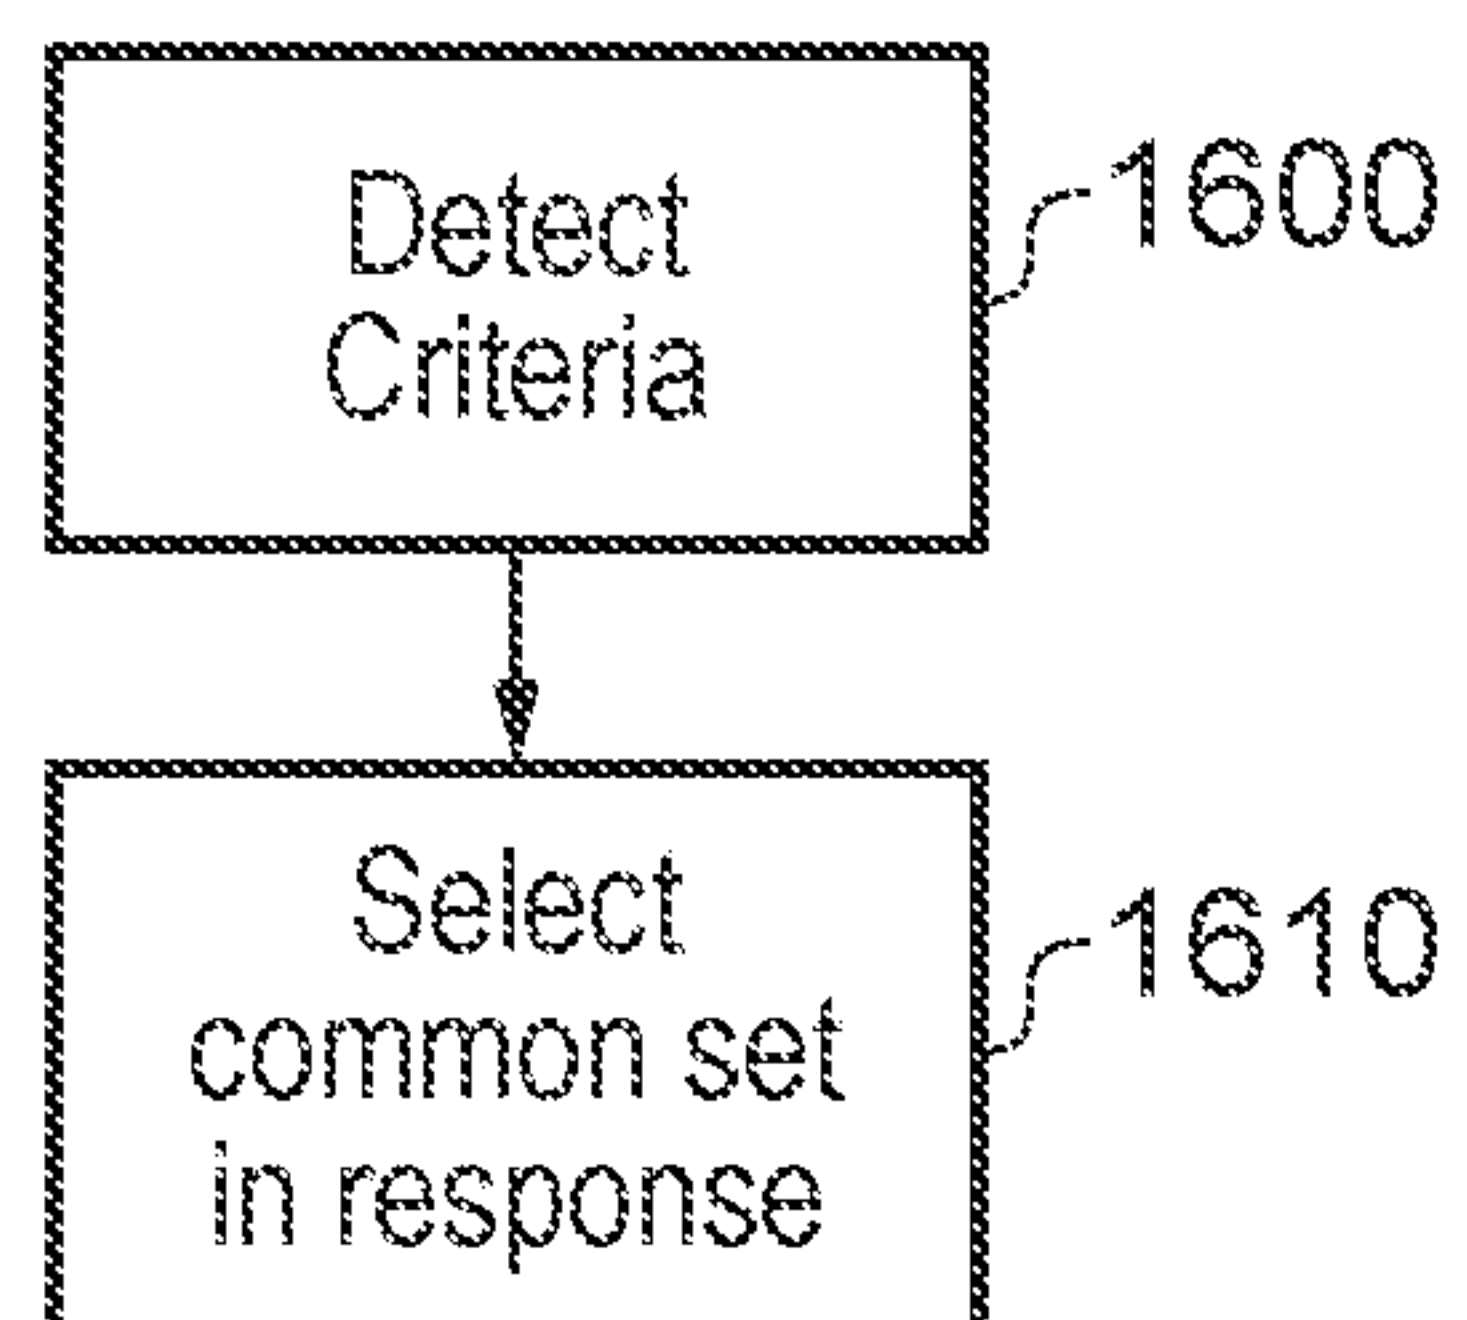 Detect
Criteria
1600
Select
common set
in response
1610